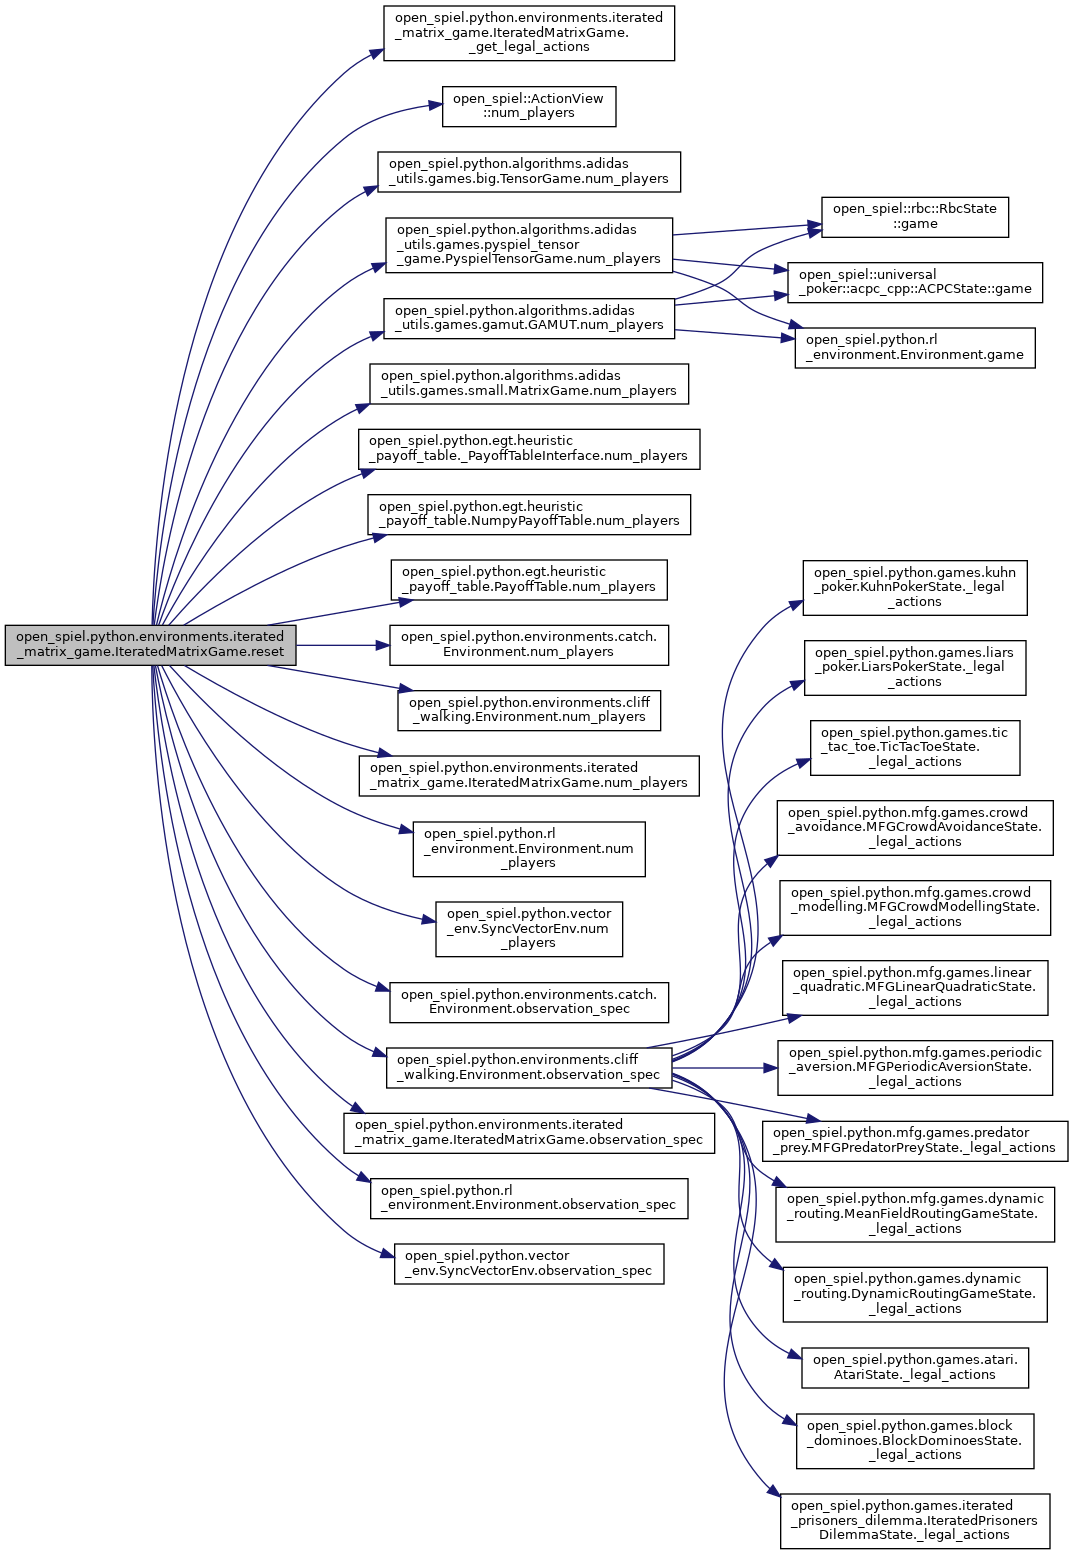 open_spiel.python.environments.iterated
_matrix_game.IteratedMatrixGame.reset
open_spiel.python.environments.iterated
_matrix_game.IteratedMatrixGame.
_get_legal_actions
open_spiel::ActionView
::num_players
open_spiel.python.algorithms.adidas
_utils.games.big.TensorGame.num_players
open_spiel.python.algorithms.adidas
_utils.games.pyspiel_tensor
_game.PyspielTensorGame.num_players
open_spiel.python.algorithms.adidas
_utils.games.gamut.GAMUT.num_players
open_spiel.python.algorithms.adidas
_utils.games.small.MatrixGame.num_players
open_spiel.python.egt.heuristic
_payoff_table._PayoffTableInterface.num_players
open_spiel.python.egt.heuristic
_payoff_table.NumpyPayoffTable.num_players
open_spiel.python.egt.heuristic
_payoff_table.PayoffTable.num_players
open_spiel.python.environments.catch.
Environment.num_players
open_spiel.python.environments.cliff
_walking.Environment.num_players
open_spiel.python.environments.iterated
_matrix_game.IteratedMatrixGame.num_players
open_spiel.python.rl
_environment.Environment.num
_players
open_spiel.python.vector
_env.SyncVectorEnv.num
_players
open_spiel.python.environments.catch.
Environment.observation_spec
open_spiel.python.environments.cliff
_walking.Environment.observation_spec
open_spiel.python.environments.iterated
_matrix_game.IteratedMatrixGame.observation_spec
open_spiel.python.rl
_environment.Environment.observation_spec
open_spiel.python.vector
_env.SyncVectorEnv.observation_spec
open_spiel::rbc::RbcState
::game
open_spiel::universal
_poker::acpc_cpp::ACPCState::game
open_spiel.python.rl
_environment.Environment.game
open_spiel.python.games.kuhn
_poker.KuhnPokerState._legal
_actions
open_spiel.python.games.liars
_poker.LiarsPokerState._legal
_actions
open_spiel.python.games.tic
_tac_toe.TicTacToeState.
_legal_actions
open_spiel.python.mfg.games.crowd
_avoidance.MFGCrowdAvoidanceState.
_legal_actions
open_spiel.python.mfg.games.crowd
_modelling.MFGCrowdModellingState.
_legal_actions
open_spiel.python.mfg.games.linear
_quadratic.MFGLinearQuadraticState.
_legal_actions
open_spiel.python.mfg.games.periodic
_aversion.MFGPeriodicAversionState.
_legal_actions
open_spiel.python.mfg.games.predator
_prey.MFGPredatorPreyState._legal_actions
open_spiel.python.mfg.games.dynamic
_routing.MeanFieldRoutingGameState.
_legal_actions
open_spiel.python.games.dynamic
_routing.DynamicRoutingGameState.
_legal_actions
open_spiel.python.games.atari.
AtariState._legal_actions
open_spiel.python.games.block
_dominoes.BlockDominoesState.
_legal_actions
open_spiel.python.games.iterated
_prisoners_dilemma.IteratedPrisoners
DilemmaState._legal_actions